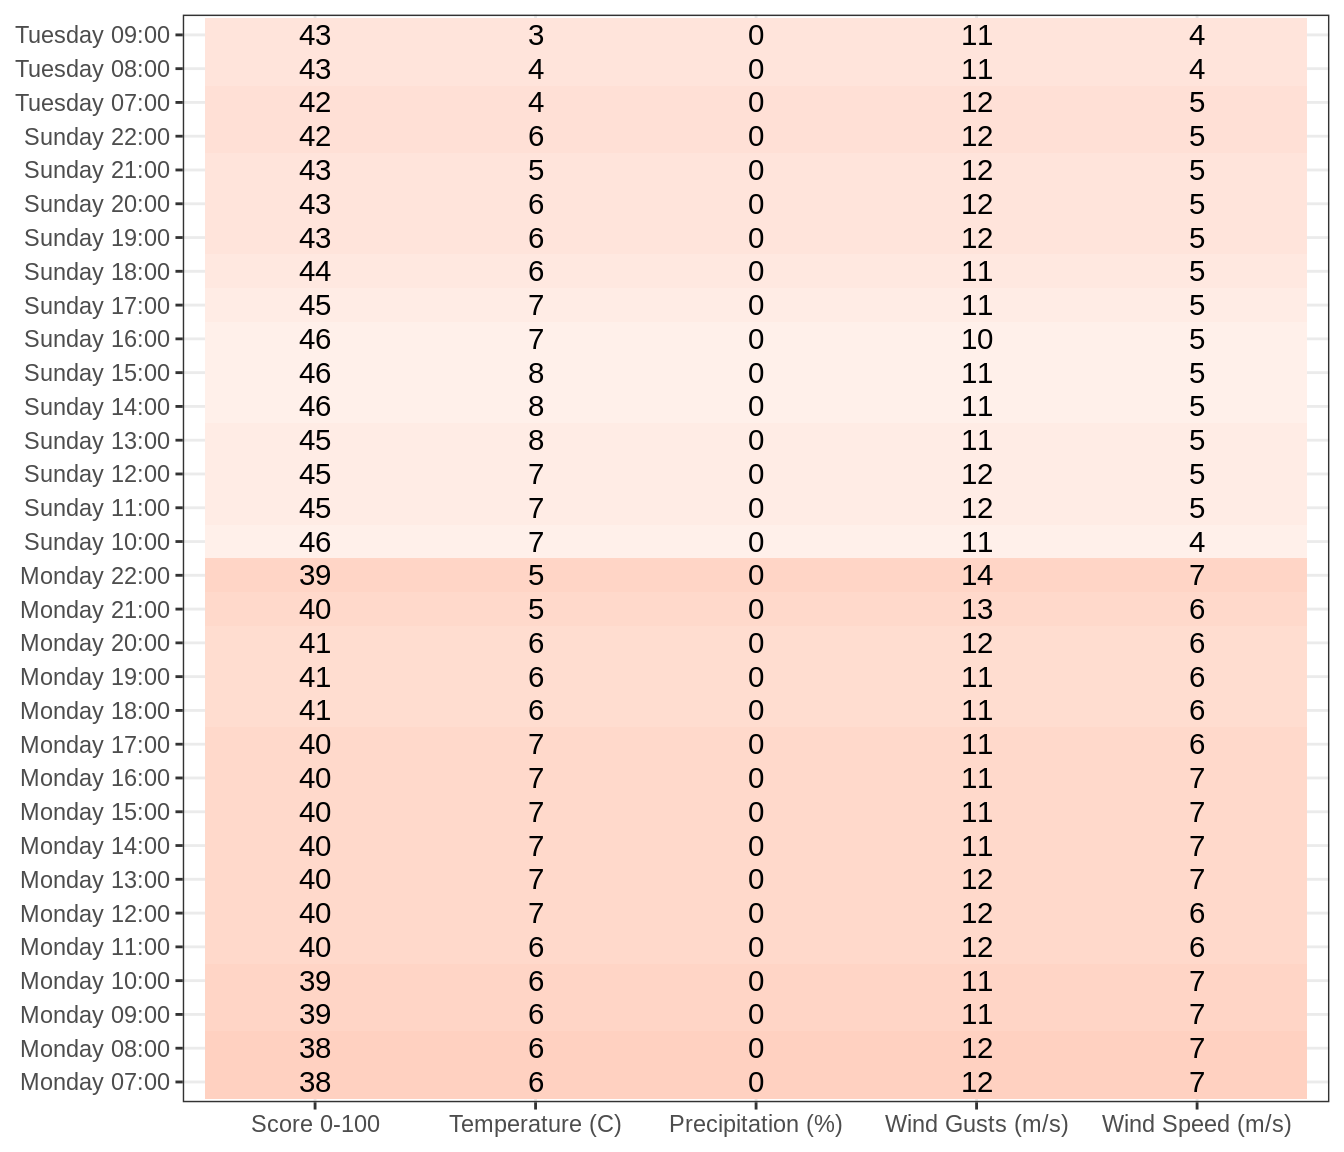 Tuesday 09:00 43 3 0 11 4
Tuesday 08:00 43 4 0 11 4
Tuesday 07:00 42 4 0 12 5
Sunday 22:00 42 6 0 12 5
Sunday 21:00 43 5 0 12 5
Sunday 20:00 43 6 0 12 5
Sunday 19:00 43 6 0 12 5
Sunday 18:00 44 6 0 11 5
Sunday 17:00 45 7 0 11 5
Sunday 16:00 46 7 0 10 5
Sunday 15:00 46 8 0 11 5
Sunday 14:00 46 8 0 11 5
Sunday 13:00 45 8 0 11 5
Sunday 12:00 45 7 0 12 5
Sunday 11:00 45 7 0 12 5
Sunday 10:00 46 7 0 11 4
Monday 22:00 39 5 0 14 7
Monday 21:00 40 5 0 13 6
Monday 20:00 41 6 0 12 6
Monday 19:00 41 6 0 11 6
Monday 18:00 41 6 0 11 6
Monday 17:00 40 7 0 11 6
Monday 16:00 40 7 0 11 7
Monday 15:00 40 7 0 11 7
Monday 14:00 40 7 0 11 7
Monday 13:00 40 7 0 12 7
Monday 12:00 40 7 0 12 6
Monday 11:00 40 6 0 12 6
Monday 10:00 39 6 0 11 7
Monday 09:00 39 6 0 11 7
Monday 08:00 38 6 0 12 7
Monday 07:00 38 6 0 12 7
Score 0-100 Temperature (C) Precipitation (%) Wind Gusts (m/s) Wind Speed (m/s)